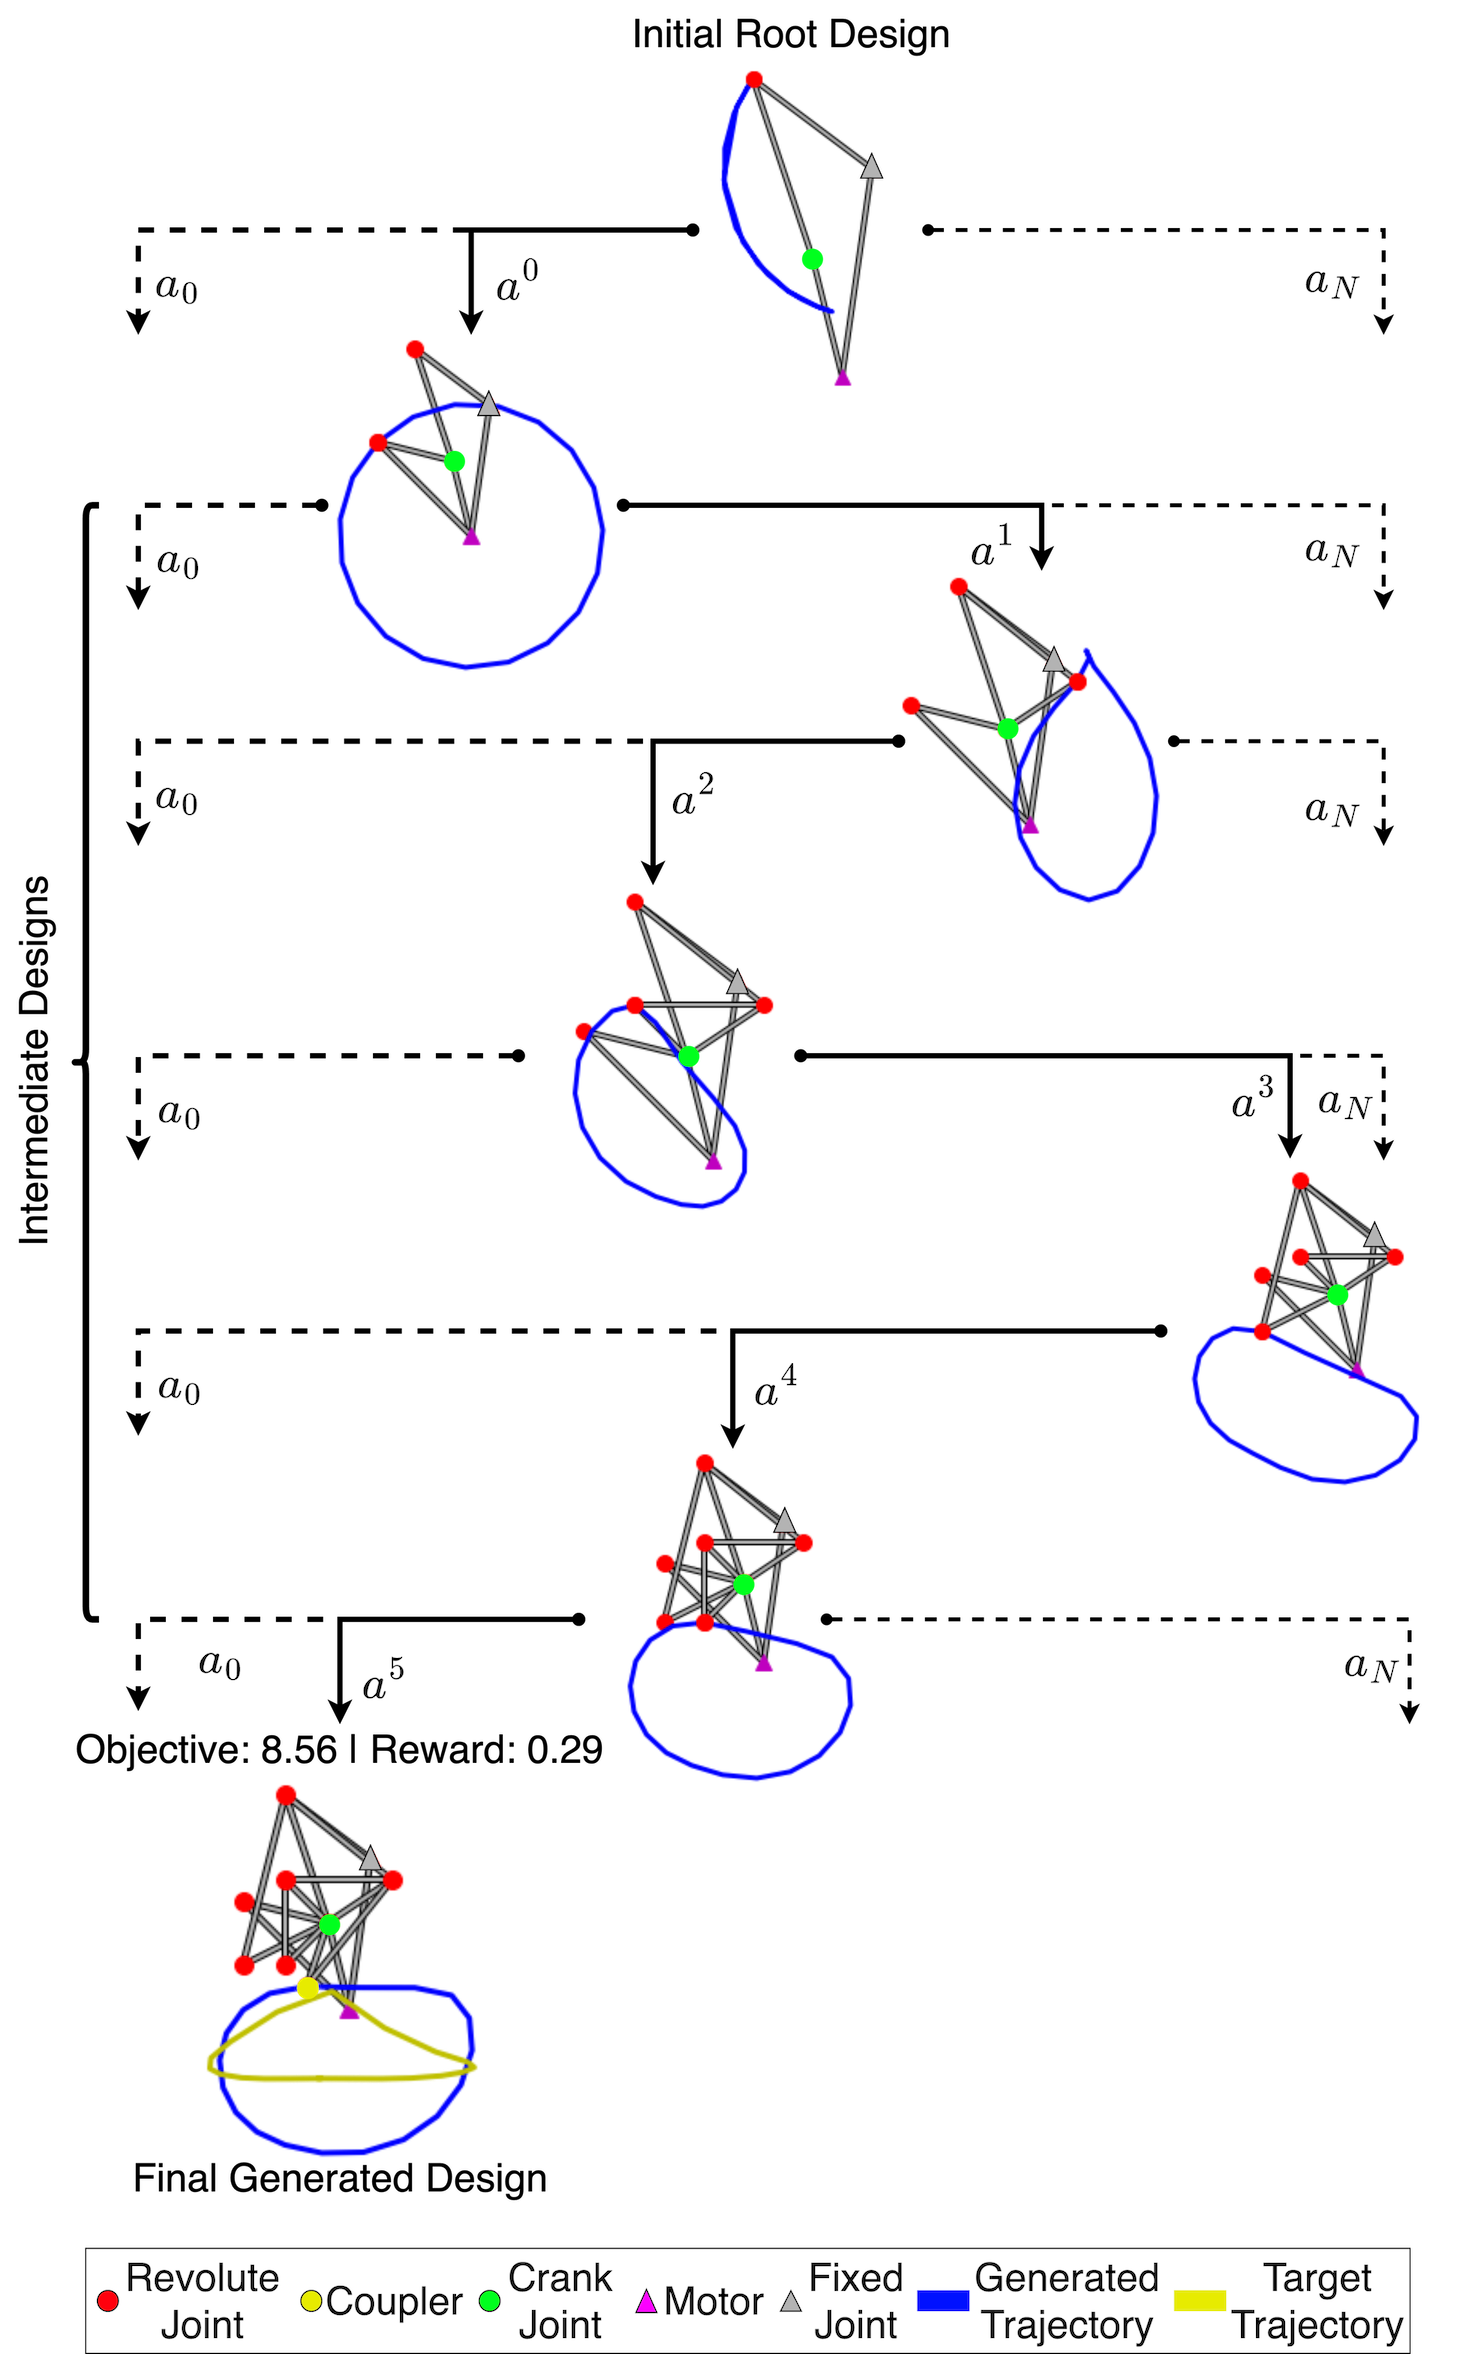 Initial Root Design
a_0
a^0
a_N
a_0
a^1
a_N
a_0
a^2
a_N
Intermediate Designs
a_0
a^3
a_N
a_0
a^4
a_0
a^5
a_N
Objective: 8.56 | Reward: 0.29
Final Generated Design
Revolute Joint
Coupler
Crank Joint
Motor
Fixed Joint
Generated Trajectory
Target Trajectory